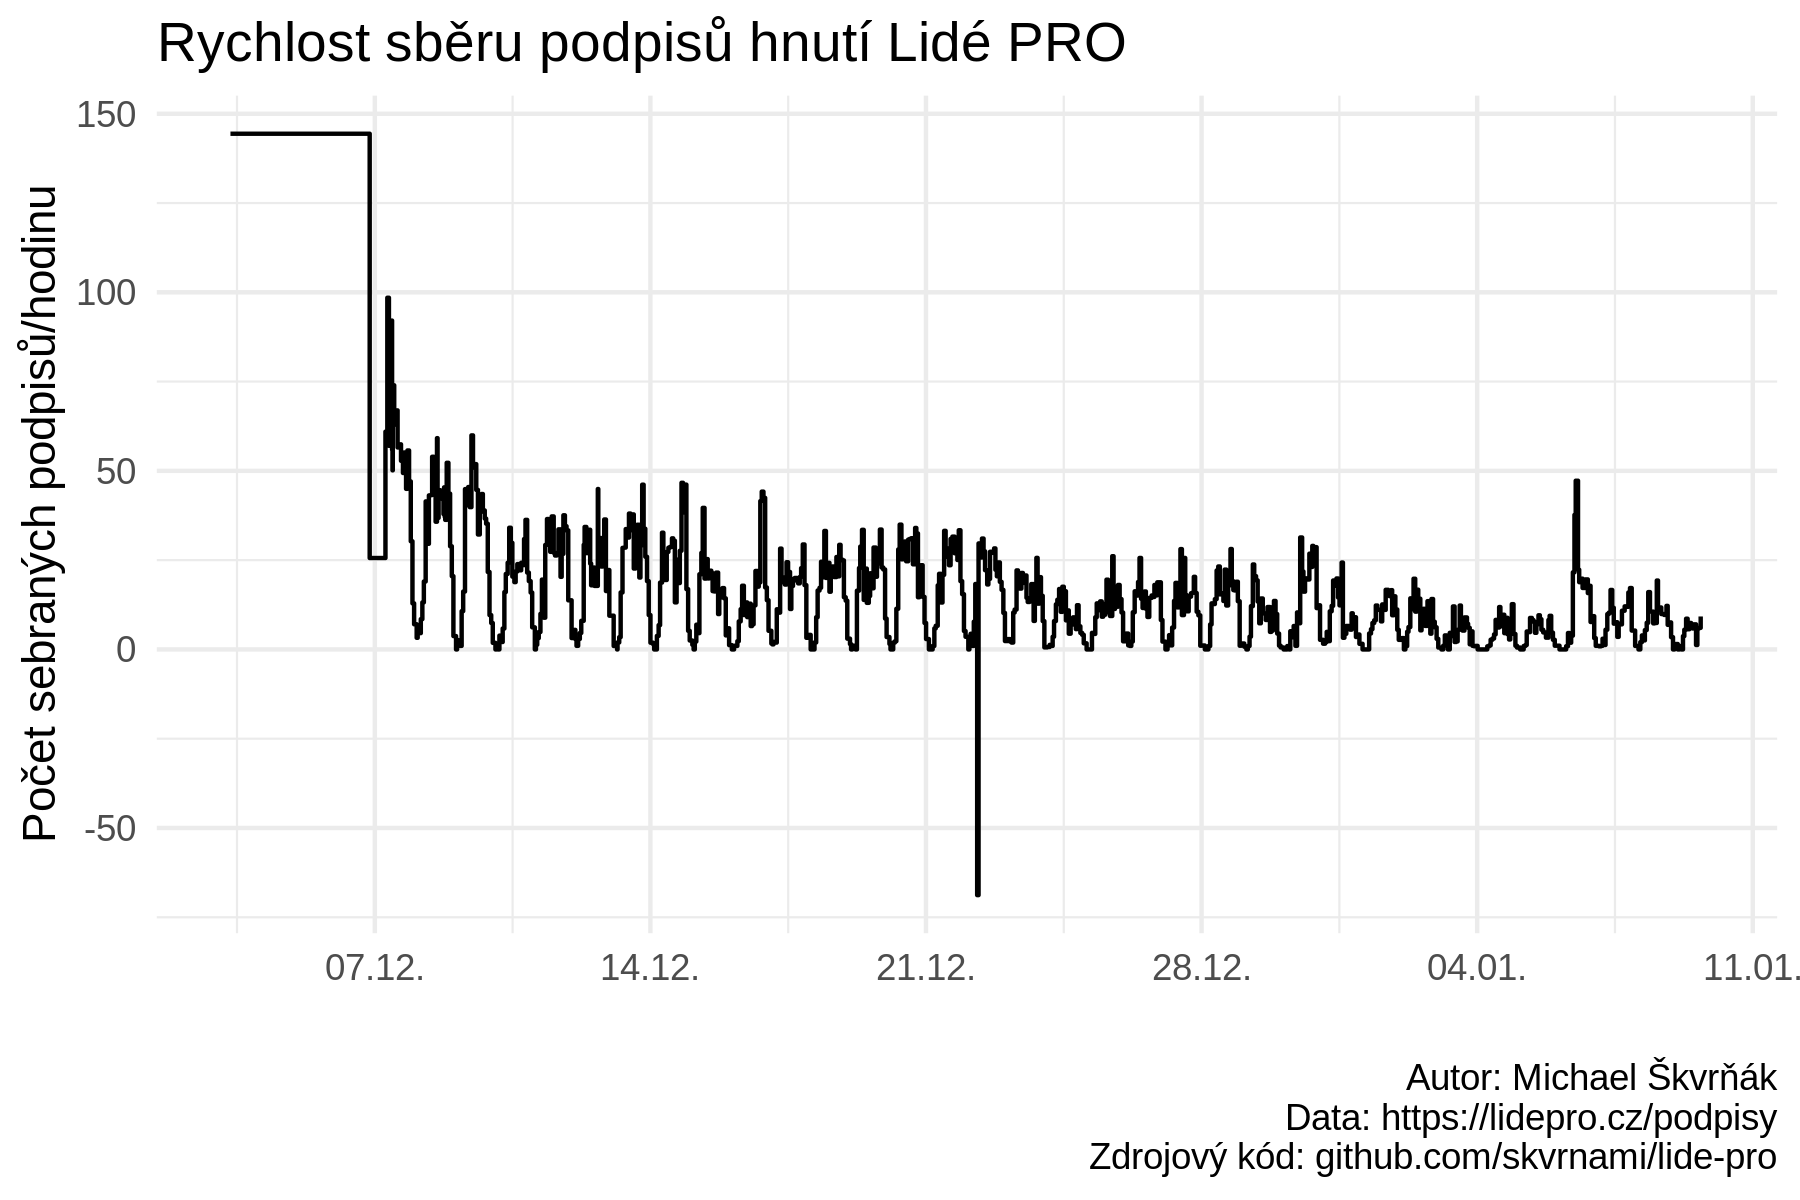 Rychlost sběru podpisů hnutí Lidé PRO
Počet sebraných podpisů/hodinu
150
100
50
0
-50
07.12.
14.12.
21.12.
28.12.
04.01.
11.01.
Autor: Michael Škvrňák
Data: https://lidepro.cz/podpisy
Zdrojový kód: github.com/skvrnami/lide-pro